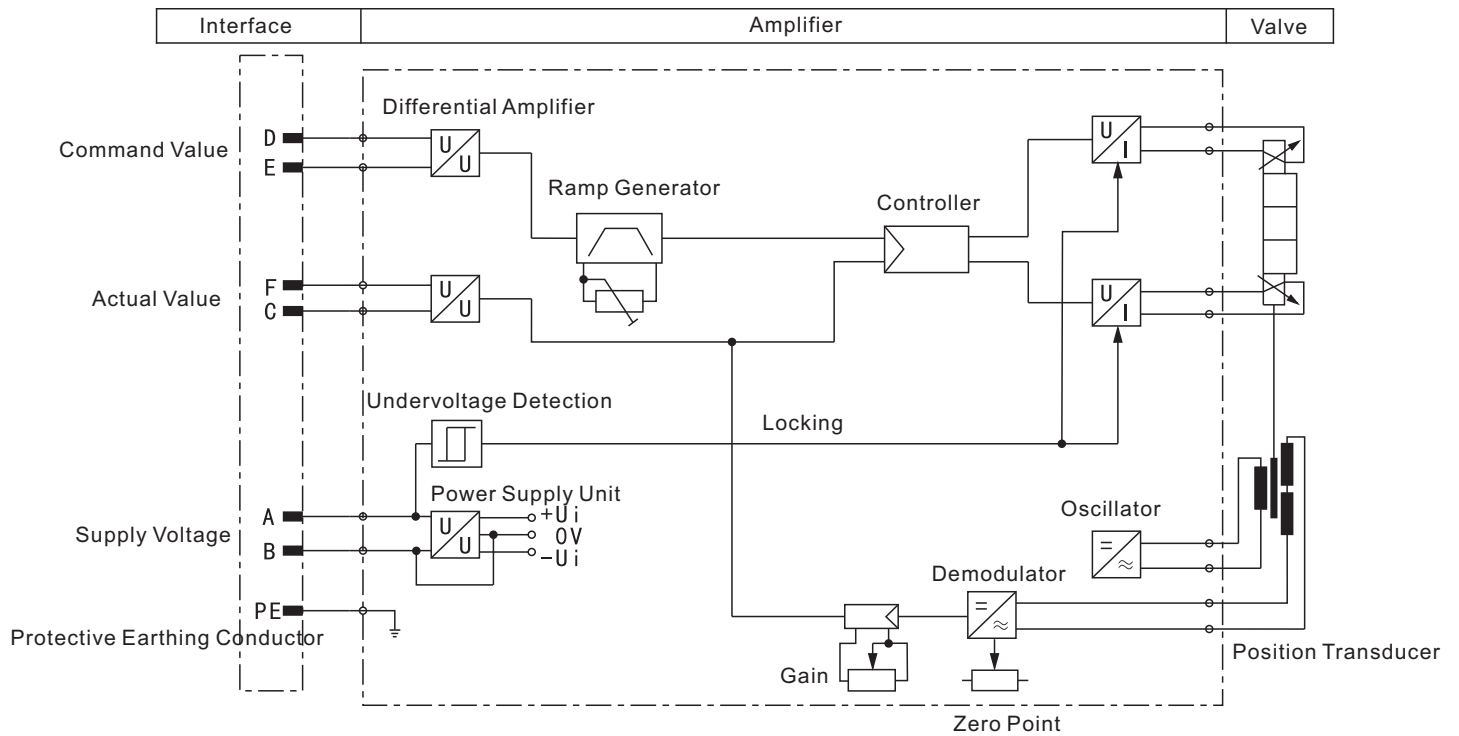 Interface Amplifier Valve
Differential Amplifier
D
Command Value
E
U
U
U
I
Ramp Generator
Controller
F
Actual Value
C
U
U
U
I
Undervoltage Detection
Locking
Power Supply Unit
A
Supply Voltage
B
U
U
+Ui
0V
-Ui
Oscillator
=
≈
Demodulator
=
≈
PE
Protective Earthing Conductor
Position Transducer
Gain
Zero Point